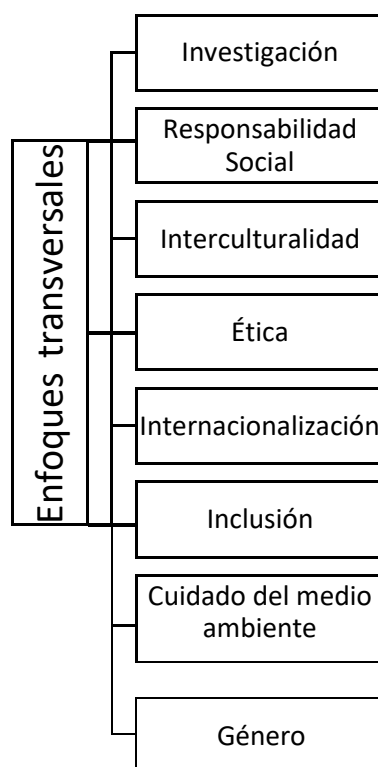 Enfoques transversales
Investigación
Responsabilidad
Social
Interculturalidad
Ética
Internacionalización
Inclusión
Cuidado del medio
ambiente
Género